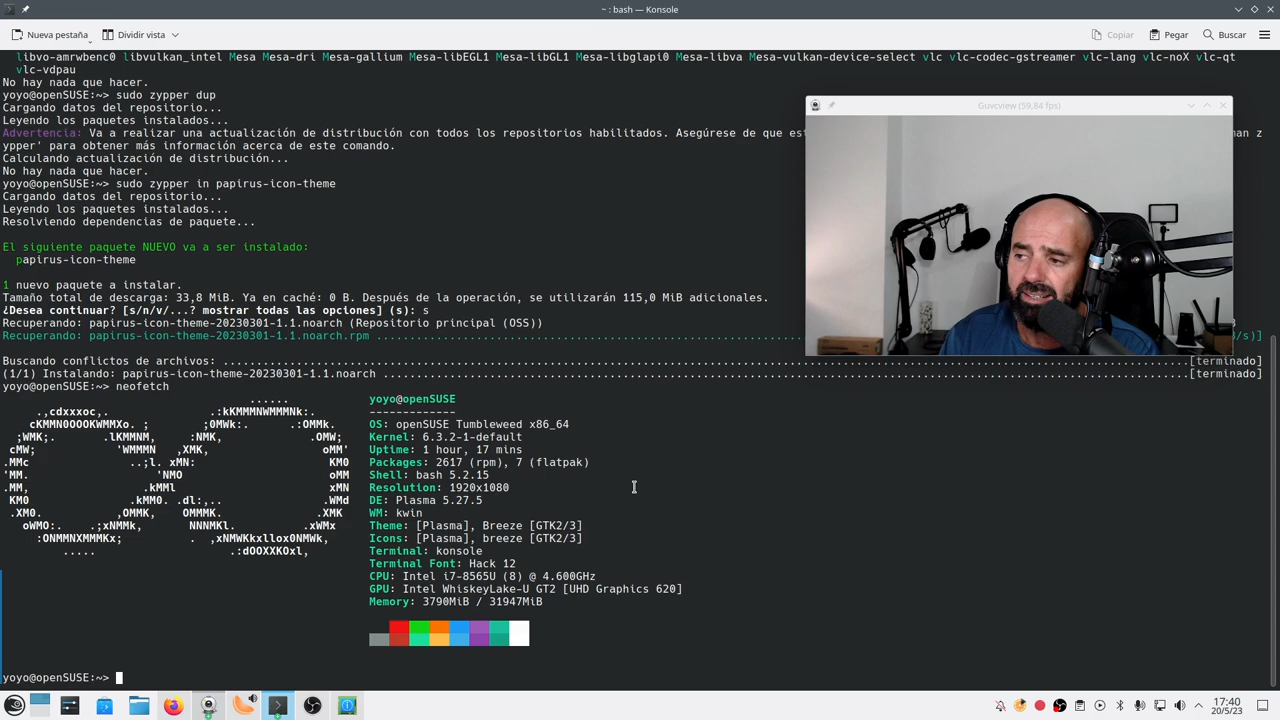 ~ : bash — Konsole
Nueva pestaña
Dividir vista
Copiar
Pegar
Buscar
libvo-amrwbenc0 libvulkan_intel Mesa Mesa-dri Mesa-gallium Mesa-libEGL1 Mesa-libGL1 Mesa-libglapi0 Mesa-libva Mesa-vulkan-device-select vlc vlc-codec-gstreamer vlc-lang vlc-noX vlc-qt
vlc-vdpau
No hay nada que hacer.
yoyo@openSUSE:~> sudo zypper dup
Cargando datos del repositorio...
Leyendo los paquetes instalados...
Advertencia: Va a realizar una actualización de distribución con todos los repositorios habilitados. Asegúrese de que est
man z
ypper' para obtener más información acerca de este comando.
Calculando actualización de distribución...
No hay nada que hacer.
yoyo@openSUSE:~> sudo zypper in papirus-icon-theme
Cargando datos del repositorio...
Leyendo los paquetes instalados...
Resolviendo dependencias de paquete...
El siguiente paquete NUEVO va a ser instalado:
papirus-icon-theme
1 nuevo paquete a instalar.
Tamaño total de descarga: 33,8 MiB. Ya en caché: 0 B. Después de la operación, se utilizarán 115,0 MiB adicionales.
¿Desea continuar? [s/n/v/...? mostrar todas las opciones] (s): s
Recuperando: papirus-icon-theme-20230301-1.1.noarch (Repositorio principal (OSS))
Recuperando: papirus-icon-theme-20230301-1.1.noarch.rpm ................................................................
B/s)]
Buscando conflictos de archivos: ................................................................[terminado]
(1/1) Instalando: papirus-icon-theme-20230301-1.1.noarch ................................................................[terminado]
yoyo@openSUSE:~> neofetch
yoyo@openSUSE
-------------
OS: openSUSE Tumbleweed x86_64
Kernel: 6.3.2-1-default
Uptime: 1 hour, 17 mins
Packages: 2617 (rpm), 7 (flatpak)
Shell: bash 5.2.15
Resolution: 1920x1080
DE: Plasma 5.27.5
WM: kwin
Theme: [Plasma], Breeze [GTK2/3]
Icons: [Plasma], breeze [GTK2/3]
Terminal: konsole
Terminal Font: Hack 12
CPU: Intel i7-8565U (8) @ 4.600GHz
GPU: Intel WhiskeyLake-U GT2 [UHD Graphics 620]
Memory: 3790MiB / 31947MiB
yoyo@openSUSE:~>
Guvcview (59,84 fps)
17:40
20/5/23